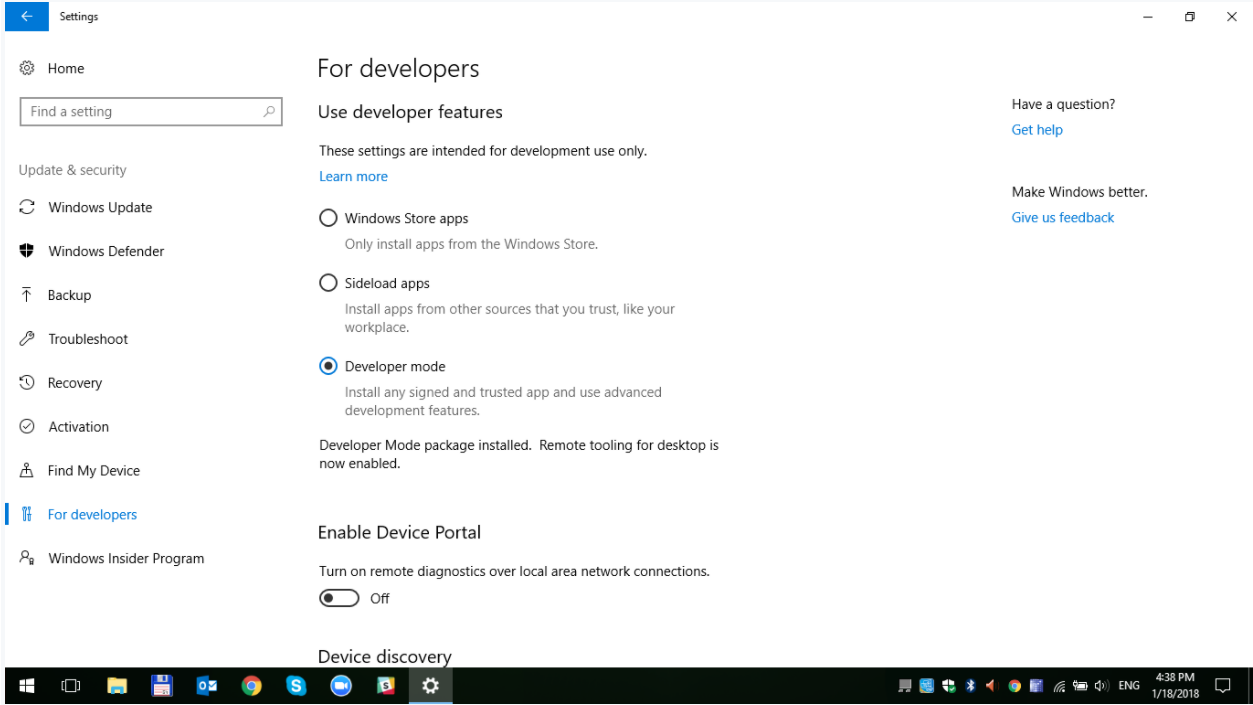 Settings
Home
Find a setting
Update & security
Windows Update
Windows Defender
Backup
Troubleshoot
Recovery
Activation
Find My Device
For developers
Windows Insider Program
For developers
Use developer features
These settings are intended for development use only.
Learn more
Windows Store apps
Only install apps from the Windows Store.
Sideload apps
Install apps from other sources that you trust, like your
workplace.
Developer mode
Install any signed and trusted app and use advanced
development features.
Developer Mode package installed.  Remote tooling for desktop is
now enabled.
Enable Device Portal
Turn on remote diagnostics over local area network connections.
Off
Device discovery
Have a question?
Get help
Make Windows better.
Give us feedback
ENG
4:38 PM
1/18/2018